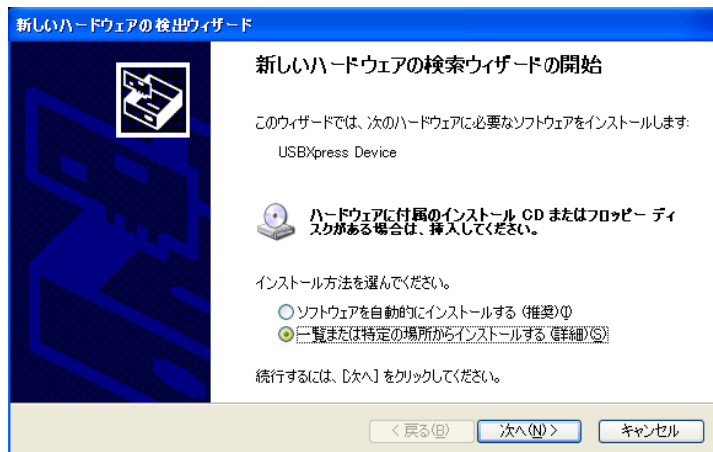 新しいハードウェアの検出ウィザード
新しいハードウェアの検索ウィザードの開始
このウィザードでは、次のハードウェアに必要なソフトウェアをインストールします:
USBXpress Device
ハードウェアに付属のインストール CD またはフロッピー ディ
スクがある場合は、挿入してください。
インストール方法を選んでください。
ソフトウェアを自動的にインストールする (推奨)(I)
一覧または特定の場所からインストールする (詳細)(S)
続行するには、[次へ] をクリックしてください。
< 戻る(B)
次へ(N) >
キャンセル